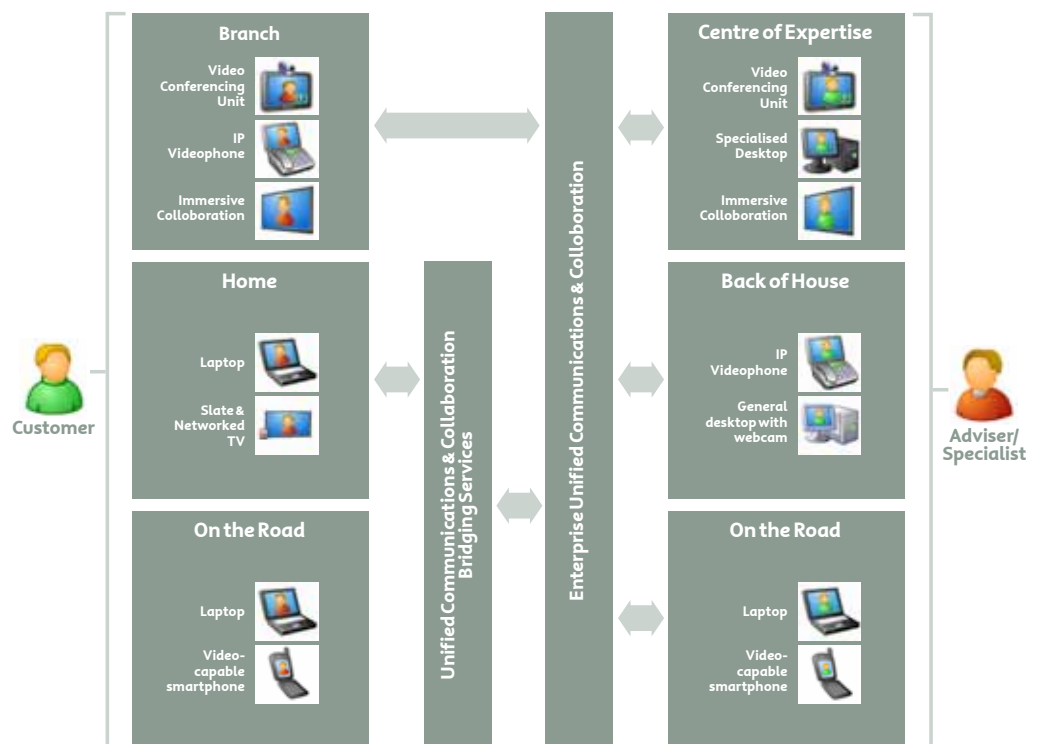 Branch
Video
Conferencing
Unit
IP
Videophone
Immersive
Colloboration
Home
Laptop
Slate &
Networked
TV
On the Road
Laptop
Video-
capable
smartphone
Customer
Unified Communications & Collaboration
Bridging Services
Enterprise Unified Communications & Colloboration
Centre of Expertise
Video
Conferencing
Unit
Specialised
Desktop
Immersive
Colloboration
Back of House
IP
Videophone
General
desktop with
webcam
On the Road
Laptop
Video-
capable
smartphone
Adviser/
Specialist